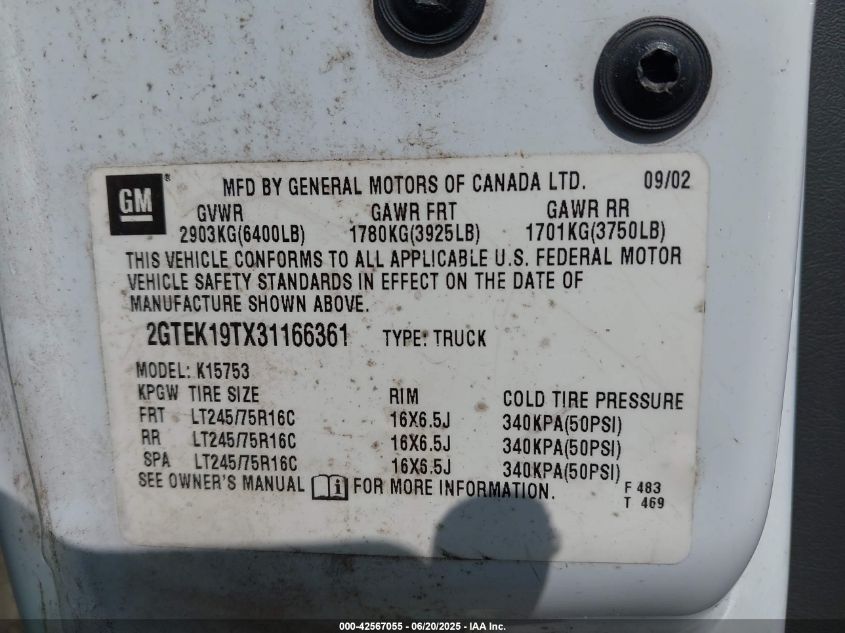 GM ® MFD BY GENERAL MOTORS OF CANADA LTD. 09/02
GVWR GAWR FRT GAWR RR
2903KG(6400LB) 1780KG(3925LB) 1701KG(3750LB)
THIS VEHICLE CONFORMS TO ALL APPLICABLE U.S. FEDERAL MOTOR
VEHICLE SAFETY STANDARDS IN EFFECT ON THE DATE OF
MANUFACTURE SHOWN ABOVE.
2GTEK19TX31166361 TYPE: TRUCK
MODEL: K15753
KPGW TIRE SIZE RIM COLD TIRE PRESSURE
FRT LT245/75R16C 16X6.5J 340KPA(50PSI)
RR LT245/75R16C 16X6.5J 340KPA(50PSI)
SPA LT245/75R16C 16X6.5J 340KPA(50PSI)
SEE OWNER'S MANUAL i FOR MORE INFORMATION. F 483
T 469
000-42567055 - 06/20/2025 - IAA Inc.